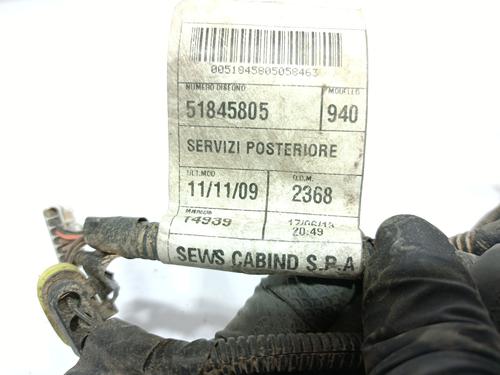 0051845805058463
NUMERO DISEGNO MODELLO
51845805 940
SERVIZI POSTERIORE
ULT.MOD O.D.M.
11/11/09 2368
14939 17/06/13
20:49
SEWS CABIND S.P.A